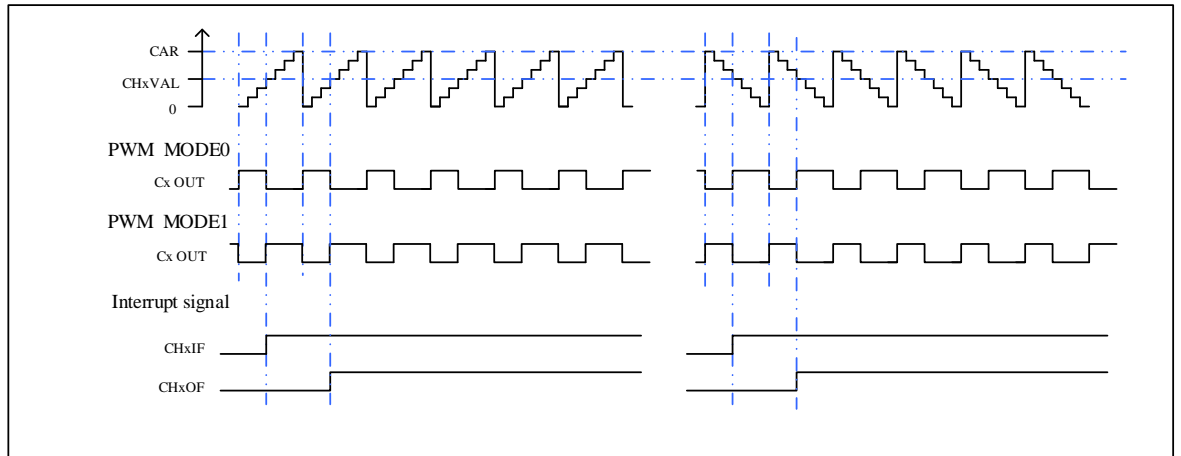 CAR
CHxVAL
0
PWM MODE0
Cx OUT
PWM MODE1
Cx OUT
Interrupt signal
CHxIF
CHxOF